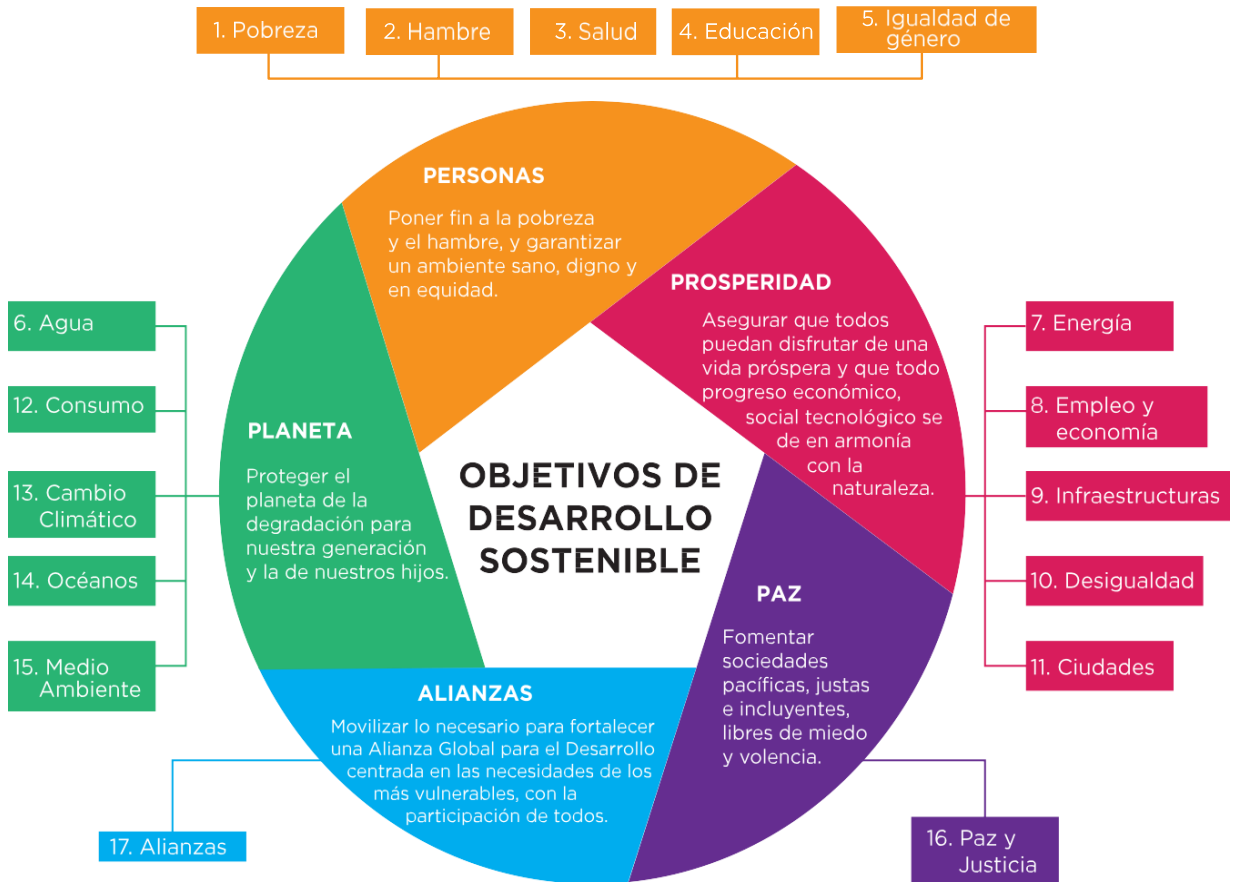 1. Pobreza
2. Hambre
3. Salud
4. Educación
5. Igualdad de
género
PERSONAS
Poner fin a la pobreza
y el hambre, y garantizar
un ambiente sano, digno y
en equidad.
PROSPERIDAD
Asegurar que todos
puedan disfrutar de una
vida próspera y que todo
progreso económico,
social tecnológico se
de en armonía
con la
naturaleza.
7. Energía
8. Empleo y
economía
9. Infraestructuras
10. Desigualdad
11. Ciudades
6. Agua
12. Consumo
13. Cambio
Climático
14. Océanos
15. Medio
Ambiente
PLANETA
Proteger el
planeta de la
degradación para
nuestra generación
y la de nuestros hijos.
OBJETIVOS DE
DESARROLLO
SOSTENIBLE
PAZ
Fomentar
sociedades
pacíficas, justas
e incluyentes,
libres de miedo
y volencia.
16. Paz y
Justicia
ALIANZAS
Movilizar lo necesario para fortalecer
una Alianza Global para el Desarrollo
centrada en las necesidades de los
más vulnerables, con la
participación de todos.
17. Alianzas